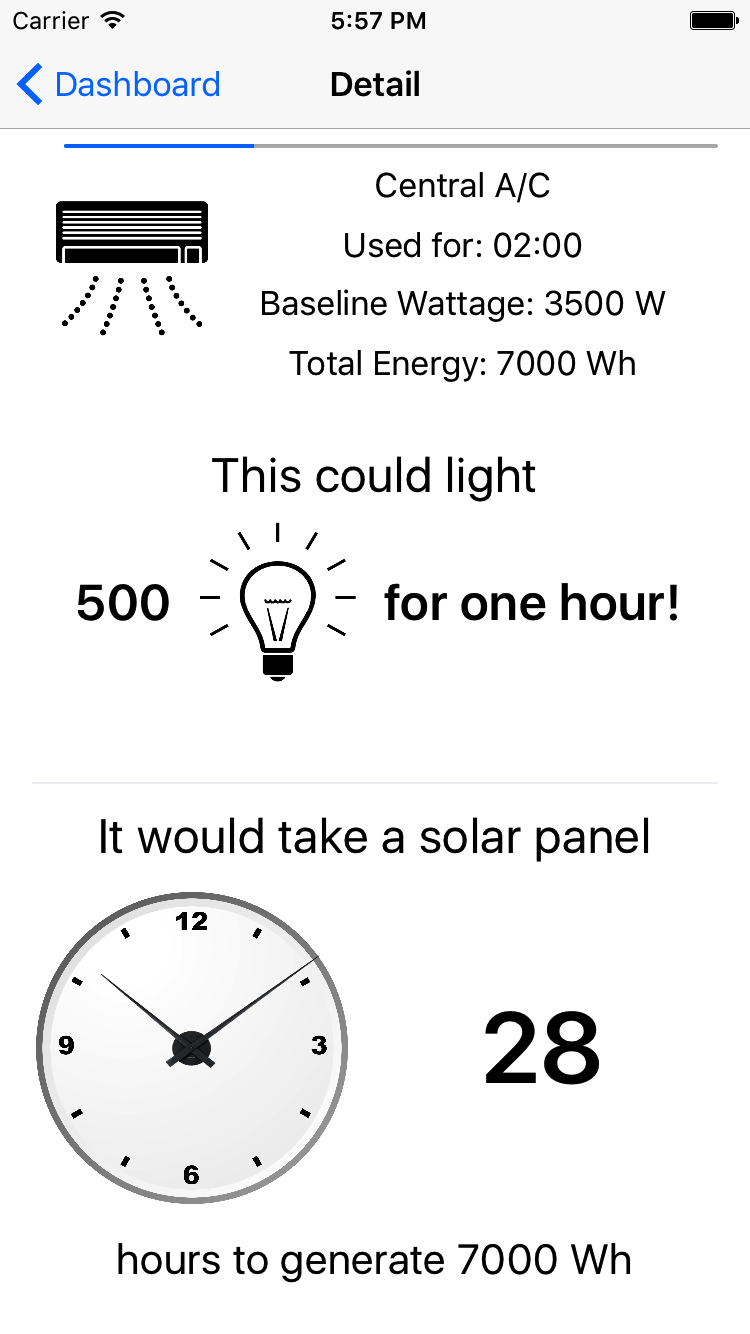 Carrier 5:57 PM
Dashboard Detail
Central A/C
Used for: 02:00
Baseline Wattage: 3500 W
Total Energy: 7000 Wh
This could light
500 for one hour!
It would take a solar panel
12
9 3
6
28
hours to generate 7000 Wh